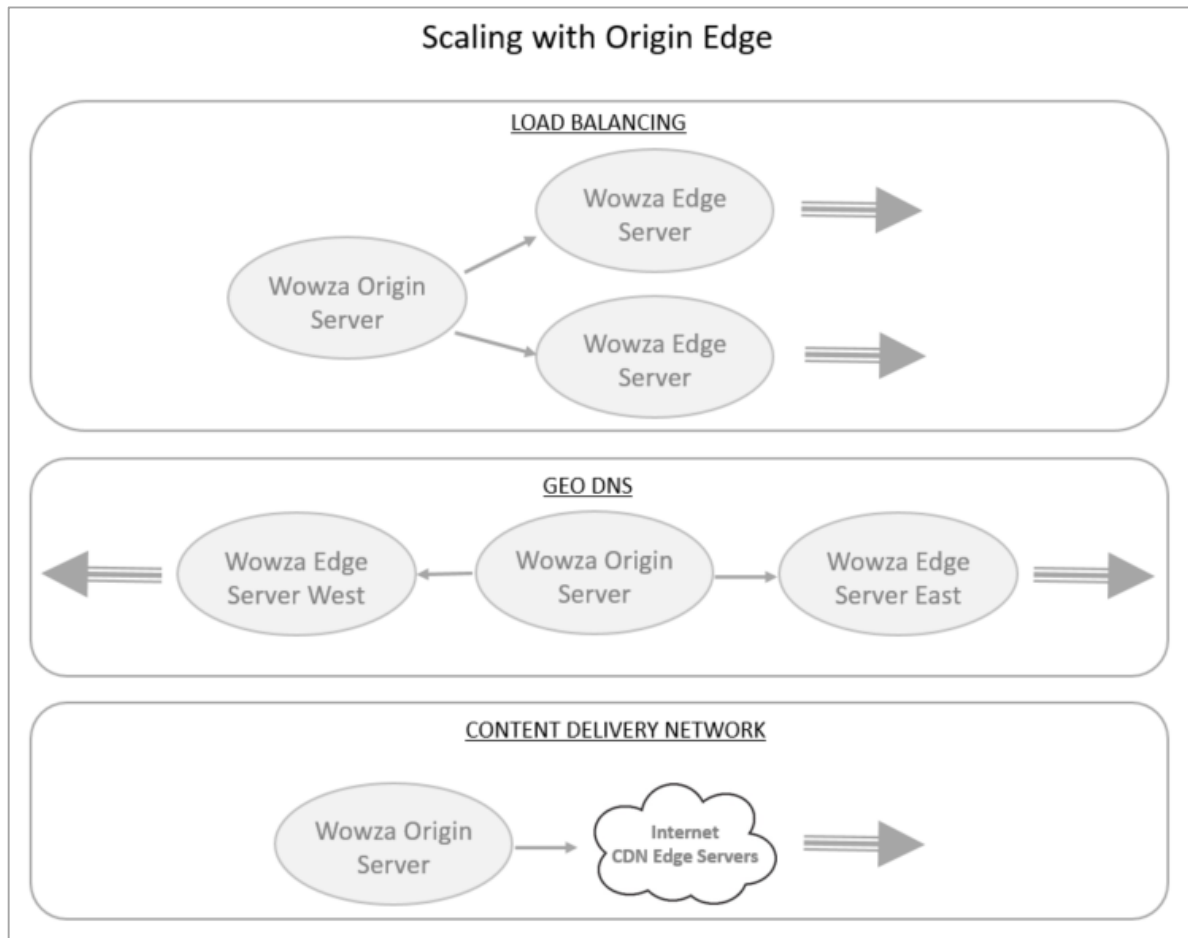 Scaling with Origin Edge
LOAD BALANCING
Wowza Edge
Server
Wowza Origin
Server
Wowza Edge
Server
GEO DNS
Wowza Edge
Server West
Wowza Origin
Server
Wowza Edge
Server East
CONTENT DELIVERY NETWORK
Wowza Origin
Server
Internet
CDN Edge Servers